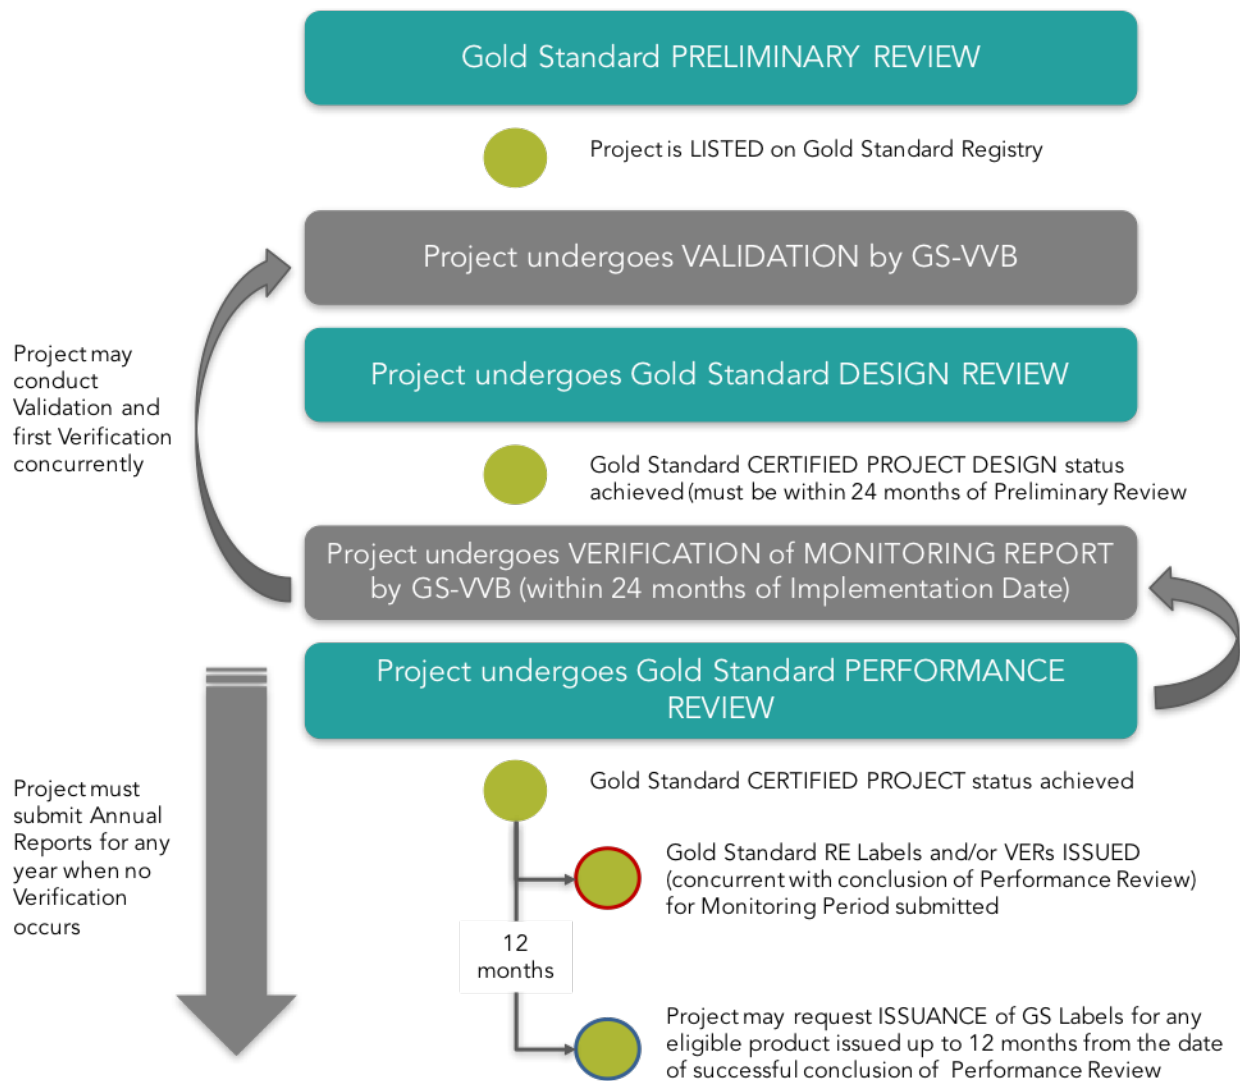 Gold Standard PRELIMINARY REVIEW
Project is LISTED on Gold Standard Registry
Project undergoes VALIDATION by GS-VVB
Project may
conduct
Validation and
first Verification
concurrently
Project undergoes Gold Standard DESIGN REVIEW
Gold Standard CERTIFIED PROJECT DESIGN status
achieved (must be within 24 months of Preliminary Review
Project undergoes VERIFICATION of MONITORING REPORT
by GS-VVB (within 24 months of Implementation Date)
Project undergoes Gold Standard PERFORMANCE
REVIEW
Gold Standard CERTIFIED PROJECT status achieved
Project must
submit Annual
Reports for any
year when no
Verification
occurs
Gold Standard RE Labels and/or VERs ISSUED
(concurrent with conclusion of Performance Review)
for Monitoring Period submitted
12
months
Project may request ISSUANCE of GS Labels for any
eligible product issued up to 12 months from the date
of successful conclusion of Performance Review